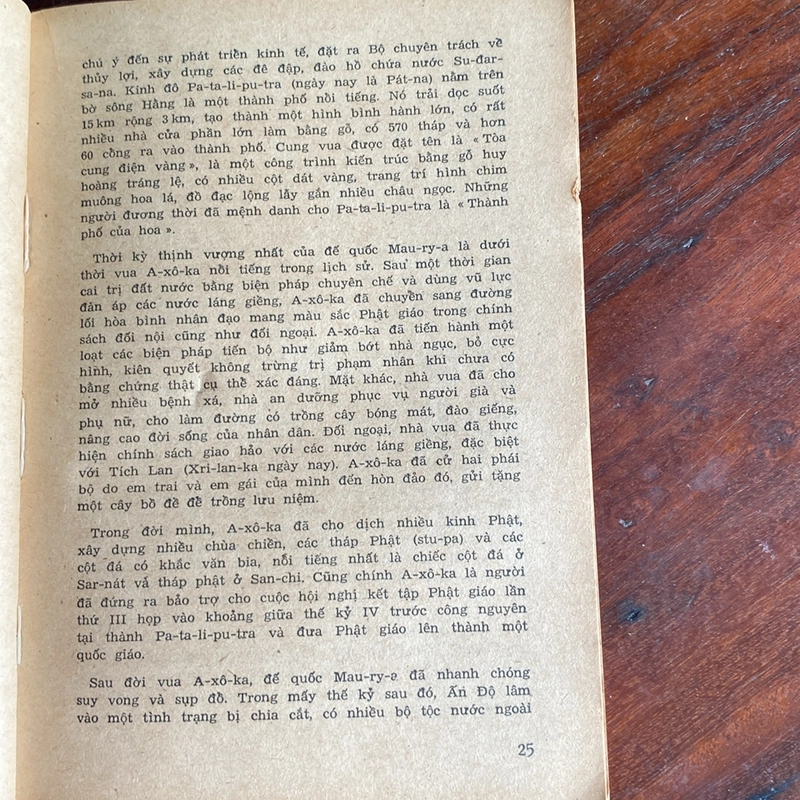 chú ý đến sự phát triển kinh tế, đặt ra Bộ chuyên trách về
thủy lợi, xây dựng các đê đập, đào hồ chứa nước Su-đar-
sa-na. Kinh đô Pa-ta-li-pu-tra (ngày nay là Pát-na) nằm trên
bờ sông Hằng là một thành phố nổi tiếng. Nó trải dọc suốt
15km rộng 3km, tạo thành một hình bình hành lớn, có rất
nhiều nhà cửa phần lớn làm bằng gỗ, có 570 tháp và hơn
60 cổng ra vào thành phố. Cung vua được đặt tên là « Tòa
cung điện vàng », là một công trình kiến trúc bằng gỗ huy
hoàng tráng lệ, có nhiều cột dát vàng, trang trí hình chim
muông hoa lá, đồ đạc lộng lẫy gắn nhiều châu ngọc. Những
người đương thời đã mệnh danh cho Pa-ta-li-pu-tra là « Thành
phố của hoa ».
Thời kỳ thịnh vượng nhất của đế quốc Mau-ry-a là dưới
thời vua A-xô-ka nổi tiếng trong lịch sử. Sau một thời gian
cai trị đất nước bằng biện pháp chuyên chế và dùng vũ lực
đàn áp các nước láng giềng, A-xô-ka đã chuyển sang đường
lối hòa bình nhân đạo mang màu sắc Phật giáo trong chính
sách đối nội cũng như đối ngoại. A-xô-ka đã tiến hành một
loạt các biện pháp tiến bộ như giảm bớt nhà ngục, bỏ cực
hình, kiên quyết không trừng trị phạm nhân khi chưa có
bằng chứng thật cụ thể xác đáng. Mặt khác, nhà vua đã cho
mở nhiều bệnh xá, nhà an dưỡng phục vụ người già và
phụ nữ, cho làm đường có trồng cây bóng mát, đào giếng,
nâng cao đời sống của nhân dân. Đối ngoại, nhà vua đã thực
hiện chính sách giao hảo với các nước láng giềng, đặc biệt
với Tích Lan (Xri-lan-ka ngày nay). A-xô-ka đã cử hai phái
bộ do em trai và em gái của mình đến hòn đảo đó, gửi tặng
một cây bồ đề để trồng lưu niệm.
Trong đời mình, A-xô-ka đã cho dịch nhiều kinh Phật,
xây dựng nhiều chùa chiền, các tháp Phật (stu-pa) và các
cột đá có khắc văn bia, nổi tiếng nhất là chiếc cột đá ở
Sar-nát và tháp phật ở San-chi. Cũng chính A-xô-ka là người
đã đứng ra bảo trợ cho cuộc hội nghị kết tập Phật giáo lần
thứ III họp vào khoảng giữa thế kỷ IV trước công nguyên
tại thành Pa-ta-li-pu-tra và đưa Phật giáo lên thành một
quốc giáo.
Sau đời vua A-xô-ka, đế quốc Mau-ry-a đã nhanh chóng
suy vong và sụp đổ. Trong mấy thế kỷ sau đó, Ấn Độ lâm
vào một tình trạng bị chia cắt, có nhiều bộ tộc nước ngoài
25